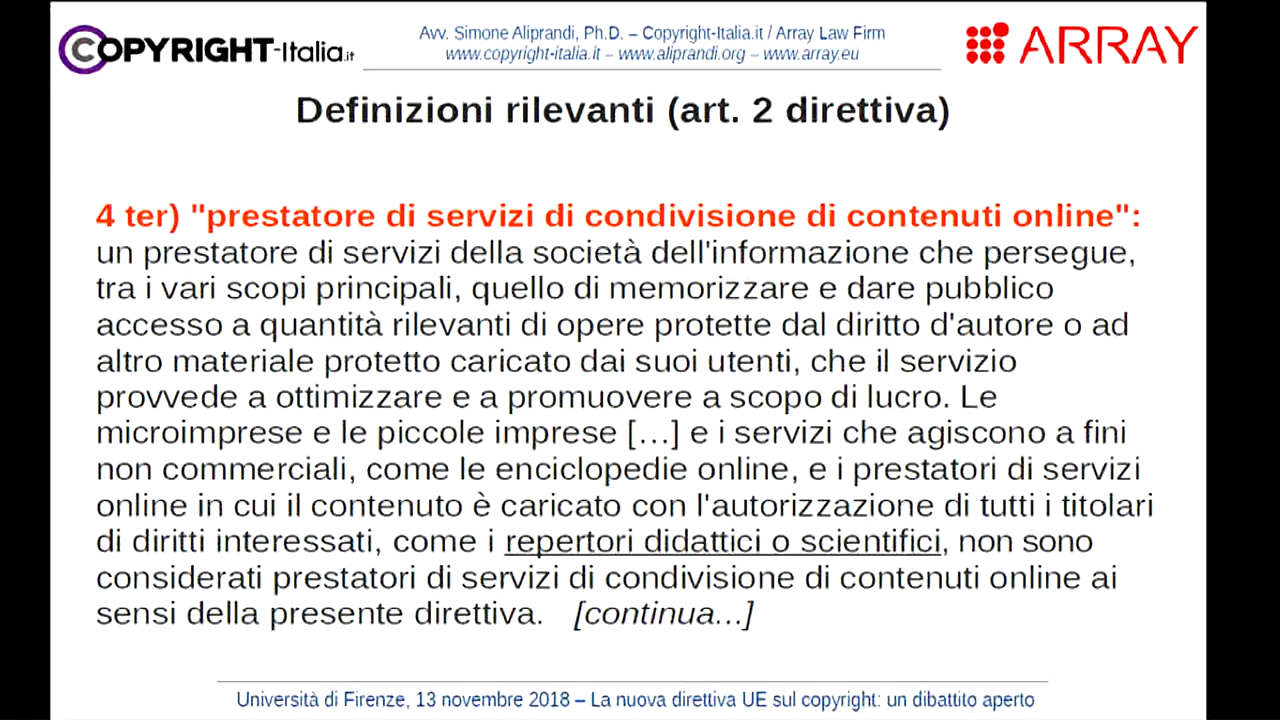 COPYRIGHT-Italia.it
Avv. Simone Aliprandi, Ph.D. – Copyright-Italia.it / Array Law Firm
www.copyright-italia.it – www.aliprandi.org – www.array.eu
ARRAY
Definizioni rilevanti (art. 2 direttiva)
4 ter) "prestatore di servizi di condivisione di contenuti online":
un prestatore di servizi della società dell'informazione che persegue,
tra i vari scopi principali, quello di memorizzare e dare pubblico
accesso a quantità rilevanti di opere protette dal diritto d'autore o ad
altro materiale protetto caricato dai suoi utenti, che il servizio
provvede a ottimizzare e a promuovere a scopo di lucro. Le
microimprese e le piccole imprese […] e i servizi che agiscono a fini
non commerciali, come le enciclopedie online, e i prestatori di servizi
online in cui il contenuto è caricato con l'autorizzazione di tutti i titolari
di diritti interessati, come i repertori didattici o scientifici, non sono
considerati prestatori di servizi di condivisione di contenuti online ai
sensi della presente direttiva. [continua...]
Università di Firenze, 13 novembre 2018 – La nuova direttiva UE sul copyright: un dibattito aperto